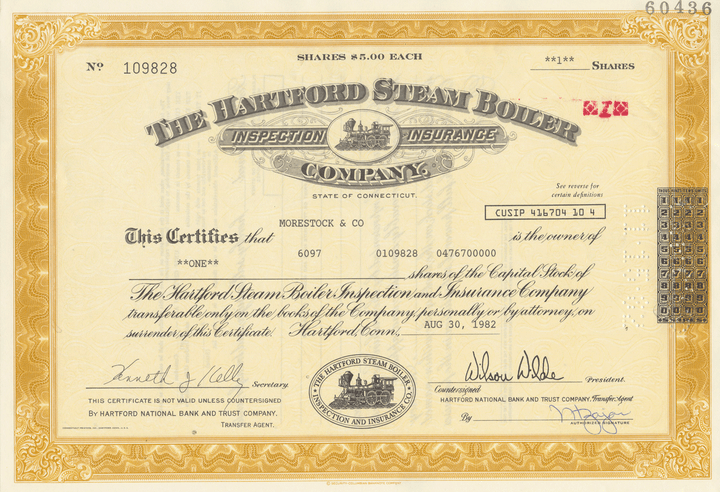 60436
SHARES $5.00 EACH
Nº 109828
**1** SHARES
THE HARTFORD STEAM BOILER
1
INSPECTION INSURANCE
COMPANY
STATE OF CONNECTICUT.
See reverse for
certain definitions
CUSIP 416704 10 4
MORESTOCK & CO
This Certifies that
is the owner of
6097 0109828 0476700000
**ONE**
shares of the Capital Stock of
The Hartford Steam Boiler Inspection and Insurance Company
transferable only on the books of the Company, personally or by attorney, on
surrender of this Certificate. Hartford, Conn. AUG 30, 1982
Kenneth J Kelly Secretary
THIS CERTIFICATE IS NOT VALID UNLESS COUNTERSIGNED
BY HARTFORD NATIONAL BANK AND TRUST COMPANY,
TRANSFER AGENT.
THE HARTFORD STEAM BOILER
INSPECTION AND INSURANCE CO.
Wilson Wilde President.
Countersigned
HARTFORD NATIONAL BANK AND TRUST COMPANY, Transfer Agent
By
AUTHORIZED SIGNATURE